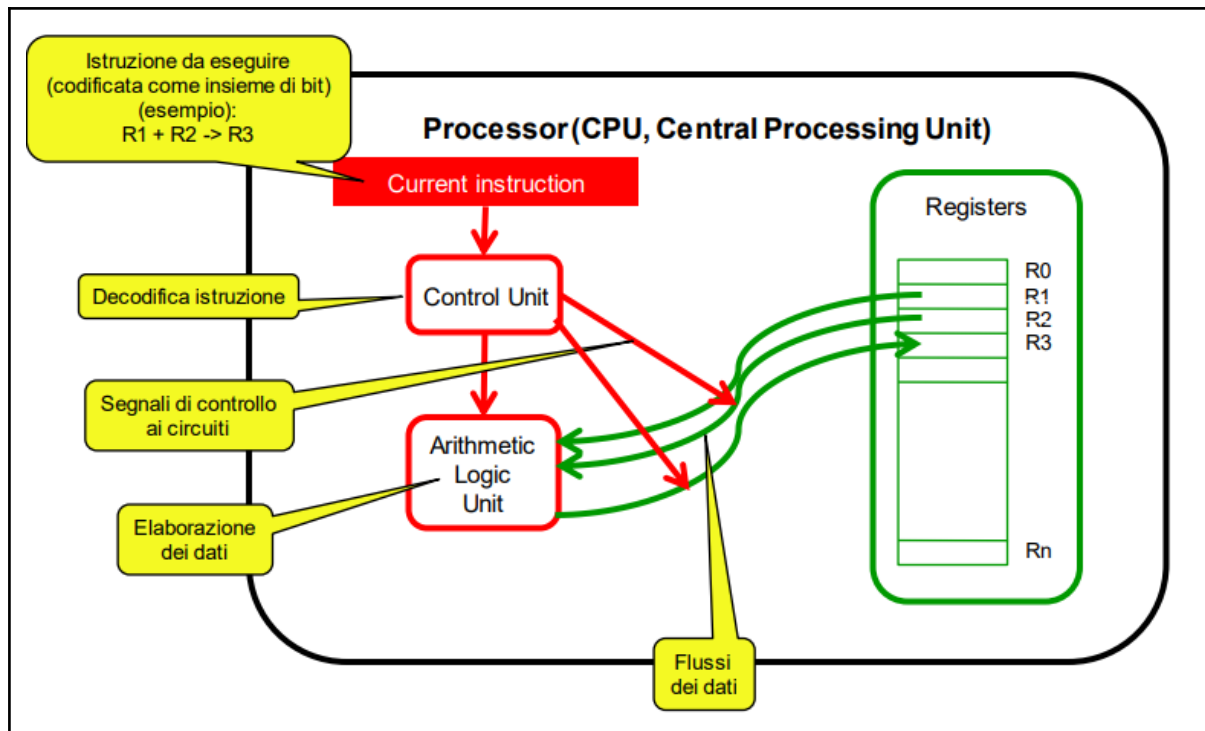 Istruzione da eseguire
(codificata come insieme di bit)
(esempio):
R1 + R2 -> R3
Processor (CPU, Central Processing Unit)
Current instruction
Registers
R0
R1
R2
R3
Rn
Decodifica istruzione
Control Unit
Segnali di controllo
ai circuiti
Arithmetic
Logic
Unit
Elaborazione
dei dati
Flussi
dei dati